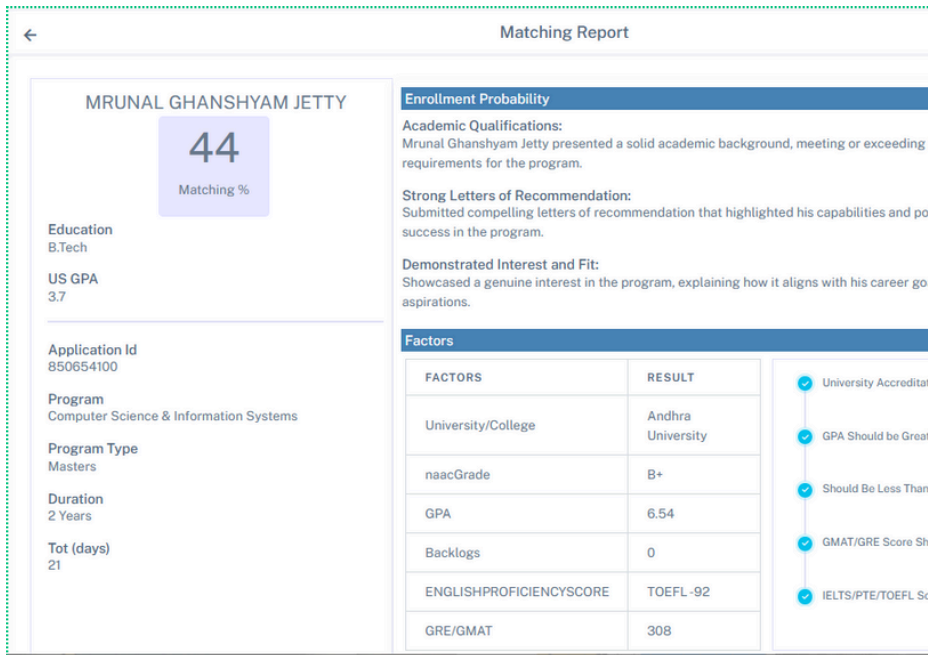 Matching Report
MRUNAL GHANSHYAM JETTY
44
Matching %
Education
B.Tech
US GPA
3.7
Application Id
850654100
Program
Computer Science & Information Systems
Program Type
Masters
Duration
2 Years
Tot (days)
21
Enrollment Probability
Academic Qualifications:
Mrunal Ghanshyam Jetty presented a solid academic background, meeting or exceeding
requirements for the program.
Strong Letters of Recommendation:
Submitted compelling letters of recommendation that highlighted his capabilities and po
success in the program.
Demonstrated Interest and Fit:
Showcased a genuine interest in the program, explaining how it aligns with his career go
aspirations.
Factors
FACTORS RESULT
University/College Andhra
University
naacGrade B+
GPA 6.54
Backlogs 0
ENGLISHPROFICIENCYSCORE TOEFL-92
GRE/GMAT 308
University Accredita
GPA Should be Great
Should Be Less Than
GMAT/GRE Score Sh
IELTS/PTE/TOEFL Sc